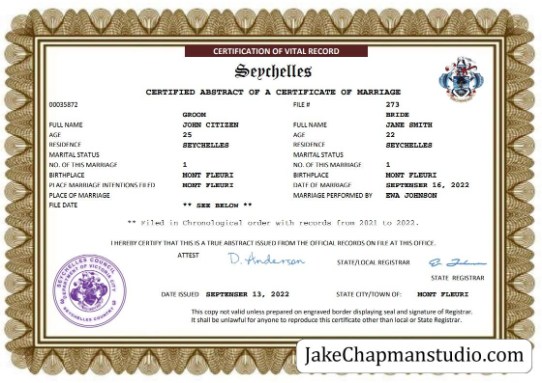 CERTIFICATION OF VITAL RECORD
Seychelles
CERTIFIED ABSTRACT OF A CERTIFICATE OF MARRIAGE
00035872 FILE # 273
GROOM BRIDE
FULL NAME JOHN CITIZEN FULL NAME JANE SMITH
AGE 25 AGE 22
RESIDENCE SEYCHELLES RESIDENCE SEYCHELLES
MARITAL STATUS MARITAL STATUS
NO. OF THIS MARRIAGE 1 NO. OF THIS MARRIAGE 1
BIRTHPLACE MONT FLEURI BIRTHPLACE MONT FLEURI
PLACE MARRIAGE INTENTIONS FILED MONT FLEURI DATE OF MARRIAGE SEPTENSER 16, 2022
PLACE OF MARRIAGE MARRIAGE PERFORMED BY EWA JOHNSON
FILE DATE ** SEE BELOW **
** Filed in Chronological order with records from 2021 to 2022.
I HEREBY CERTIFY THAT THIS IS A TRUE ABSTRACT ISSUED FROM THE OFFICIAL RECORDS ON FILE AT THIS OFFICE.
ATTEST D. Anderson STATE/LOCAL REGISTRAR
STATE REGISTRAR
SEYCHELLES COUNCIL
DEPARTMENT OF VICTORIA CITY
SEYCHELLES COUNTRY
DATE ISSUED SEPTENSER 13, 2022 STATE CITY/TOWN OF: MONT FLEURI
This copy not valid unless prepared on engraved border displaying seal and signature of Registrar.
It shall be unlawful for anyone to reproduce this certificate other than local or State Registrar.
JakeChapmanstudio.com